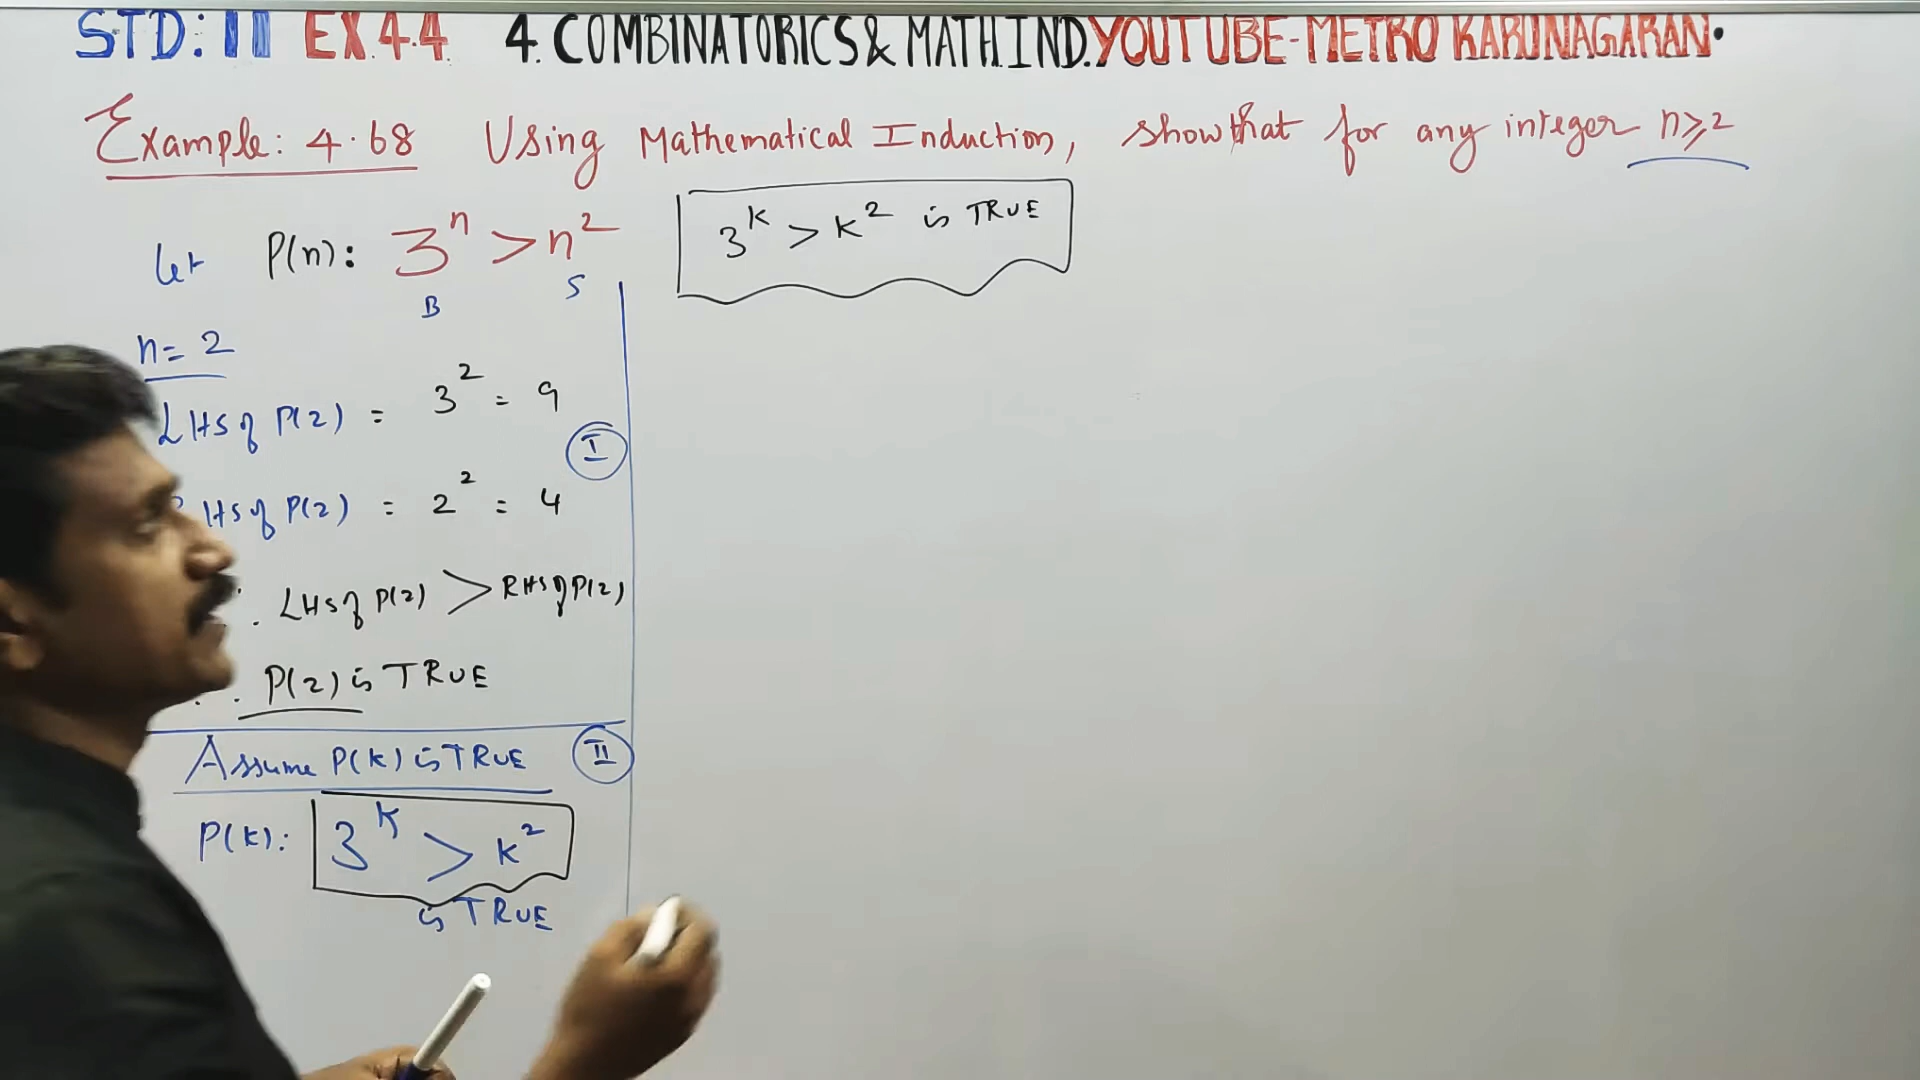 STD: 11 EX 4.4 4. COMBINATORICS & MATH.IND. YOUTUBE-METRO KARUNAGARAN.
Example: 4.68 Using Mathematical Induction, show that for any integer n≥2
Let P(n): 3ⁿ > n²
B S
n = 2
LHS of P(2) = 3² = 9
I
RHS of P(2) = 2² = 4
∴ LHS of P(2) > RHS of P(2)
∴ P(2) is TRUE
Assume P(k) is TRUE II
P(k): 3ᵏ > k²
is TRUE
3ᵏ > k² is TRUE